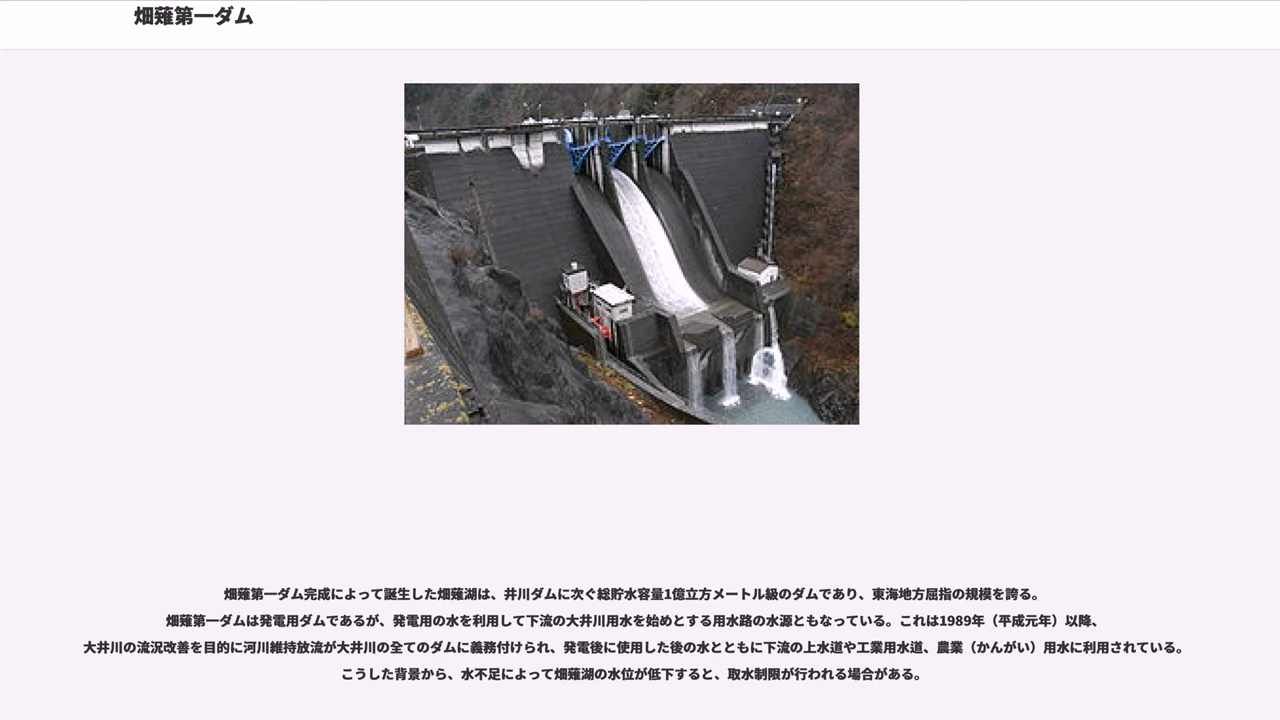 畑薙第一ダム
畑薙第一ダム完成によって誕生した畑薙湖は、井川ダムに次ぐ総貯水容量1億立方メートル級のダムであり、東海地方屈指の規模を誇る。
畑薙第一ダムは発電用ダムであるが、発電用の水を利用して下流の大井川用水を始めとする用水路の水源ともなっている。これは1989年（平成元年）以降、
大井川の流況改善を目的に河川維持放流が大井川の全てのダムに義務付けられ、発電後に使用した後の水とともに下流の上水道や工業用水道、農業（かんがい）用水に利用されている。
こうした背景から、水不足によって畑薙湖の水位が低下すると、取水制限が行われる場合がある。